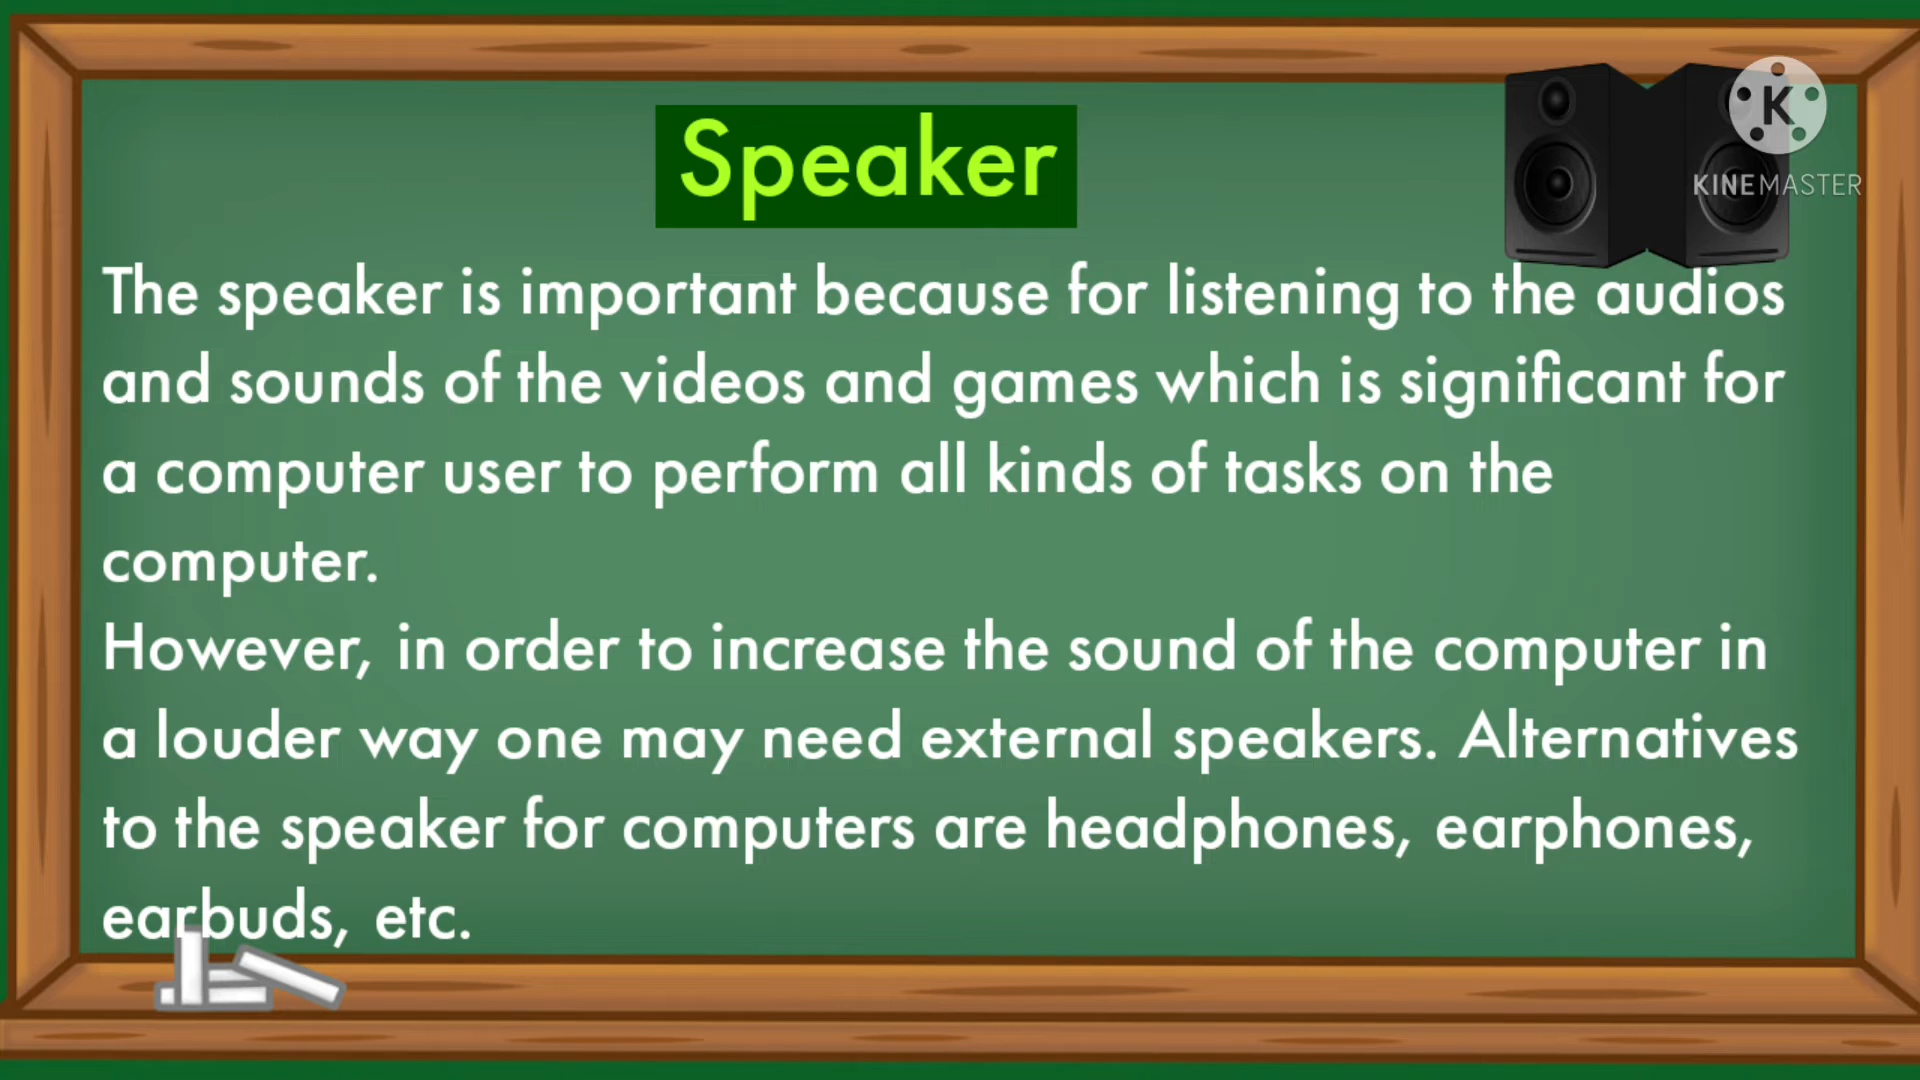 Speaker
K
KINEMASTER
The speaker is important because for listening to the audios
and sounds of the videos and games which is significant for
a computer user to perform all kinds of tasks on the
computer.
However, in order to increase the sound of the computer in
a louder way one may need external speakers. Alternatives
to the speaker for computers are headphones, earphones,
earbuds, etc.